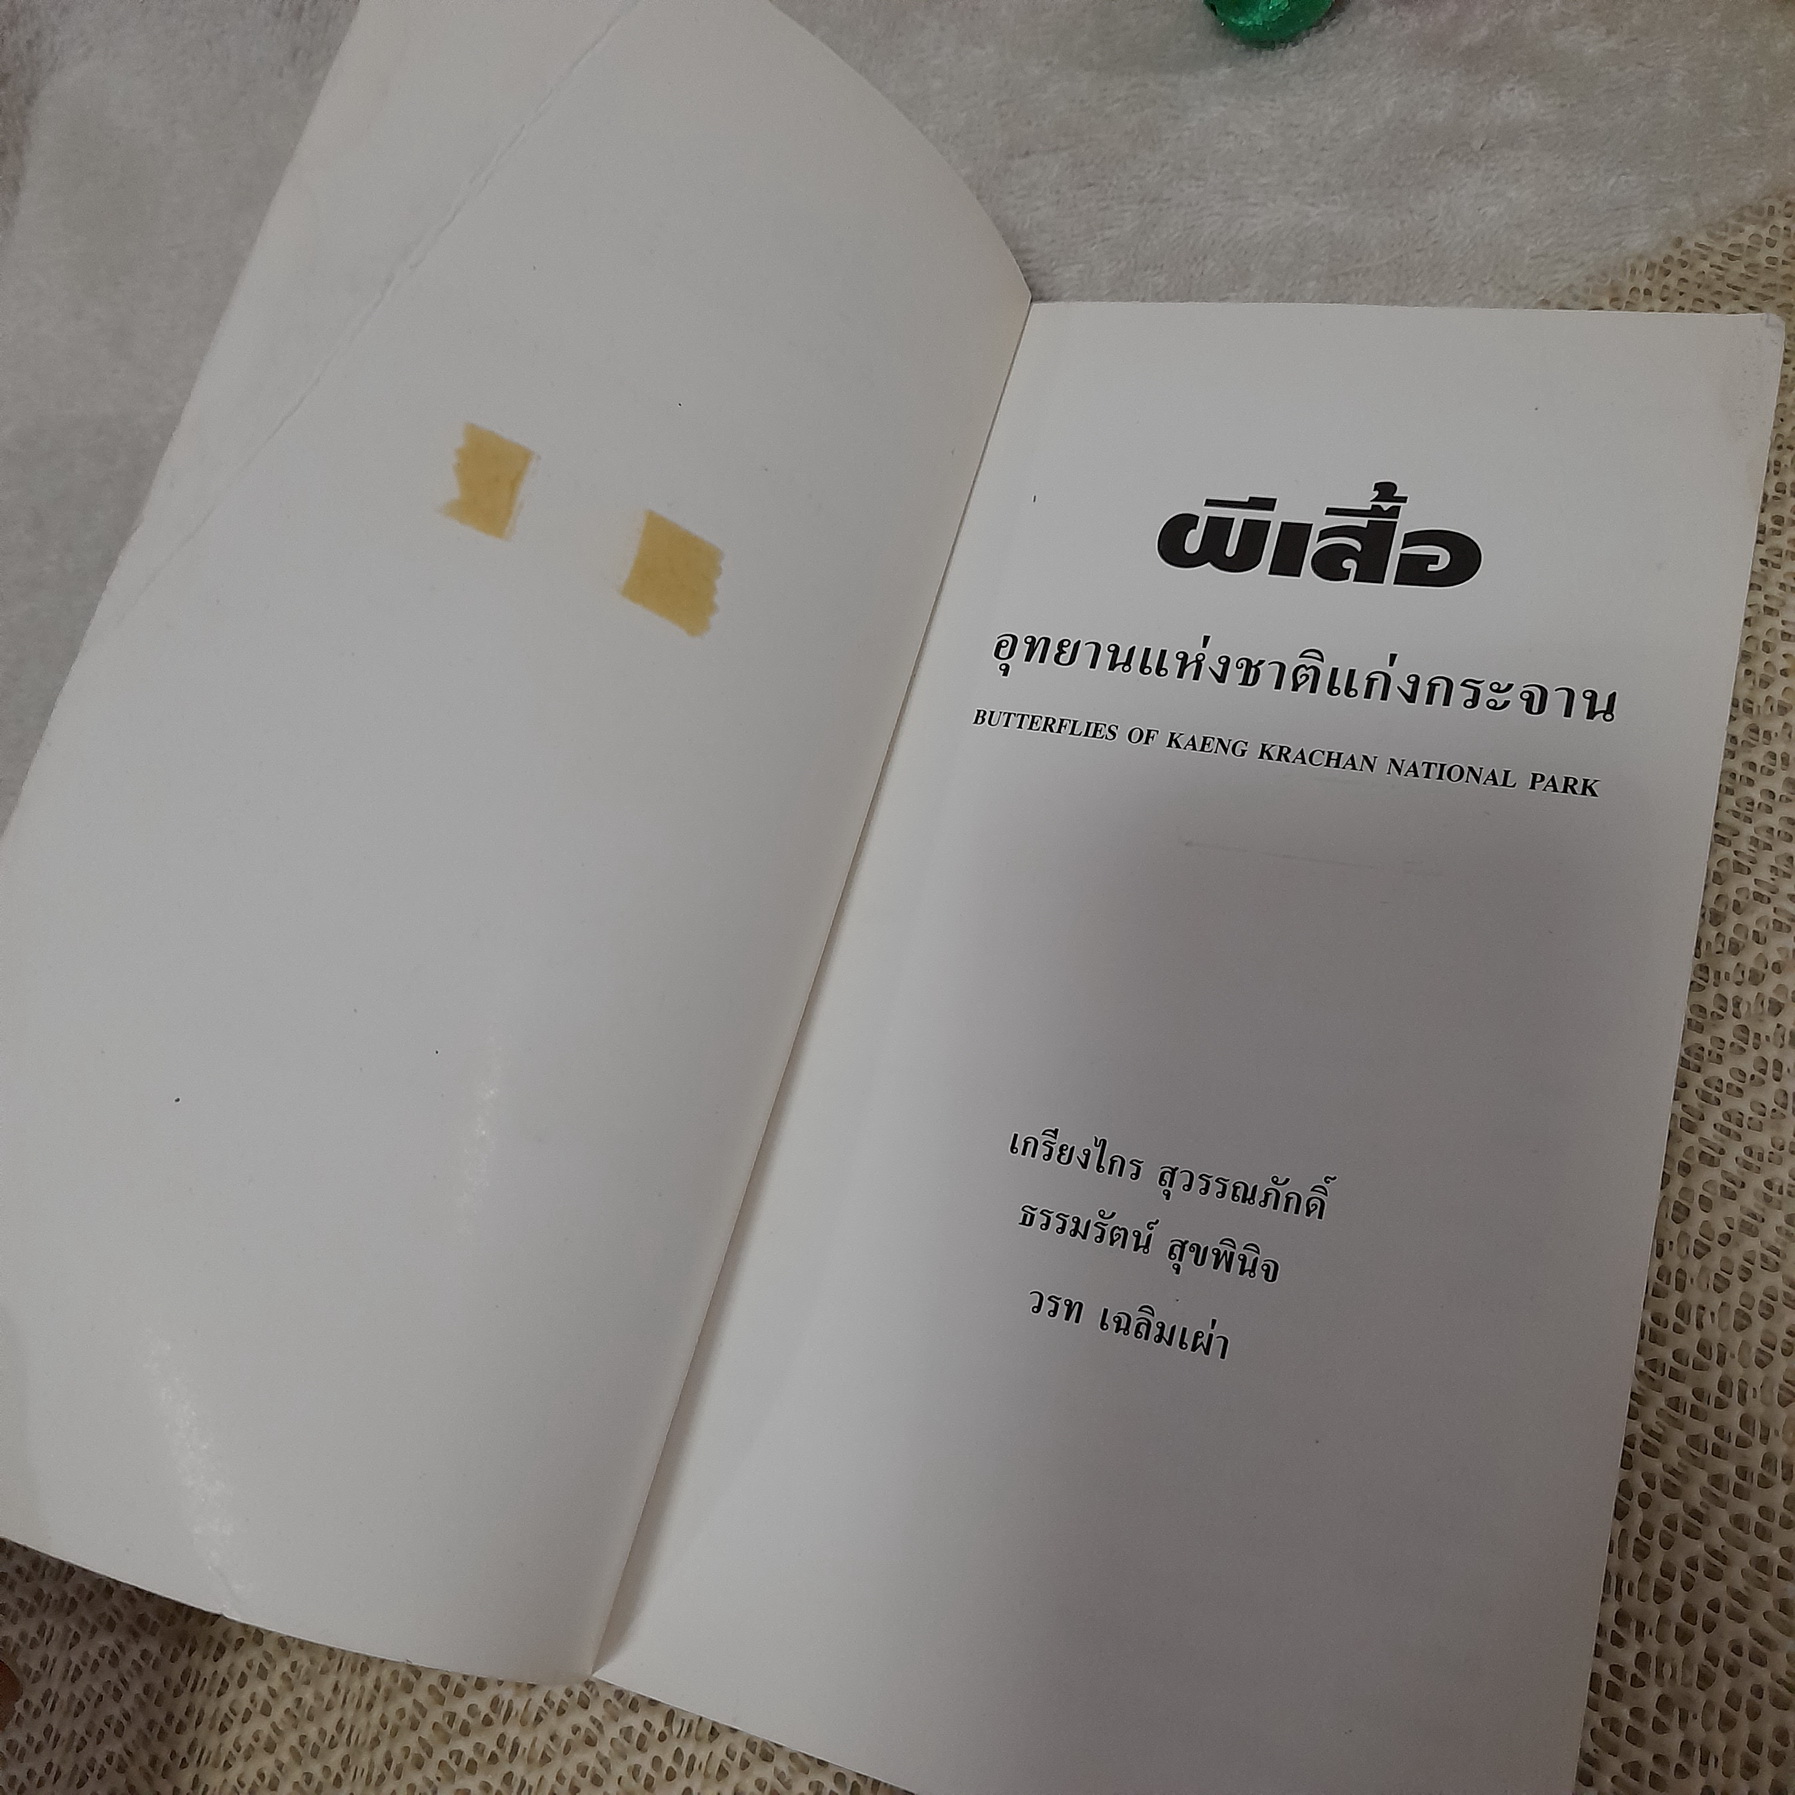 ผีเสื้อ
อุทยานแห่งชาติแก่งกระจาน
BUTTERFLIES OF KAENG KRACHAN NATIONAL PARK
เกรียงไกร สุวรรณภักดิ์
ธรรมรัตน์ สุขพินิจ
วรท เฉลิมเผ่า